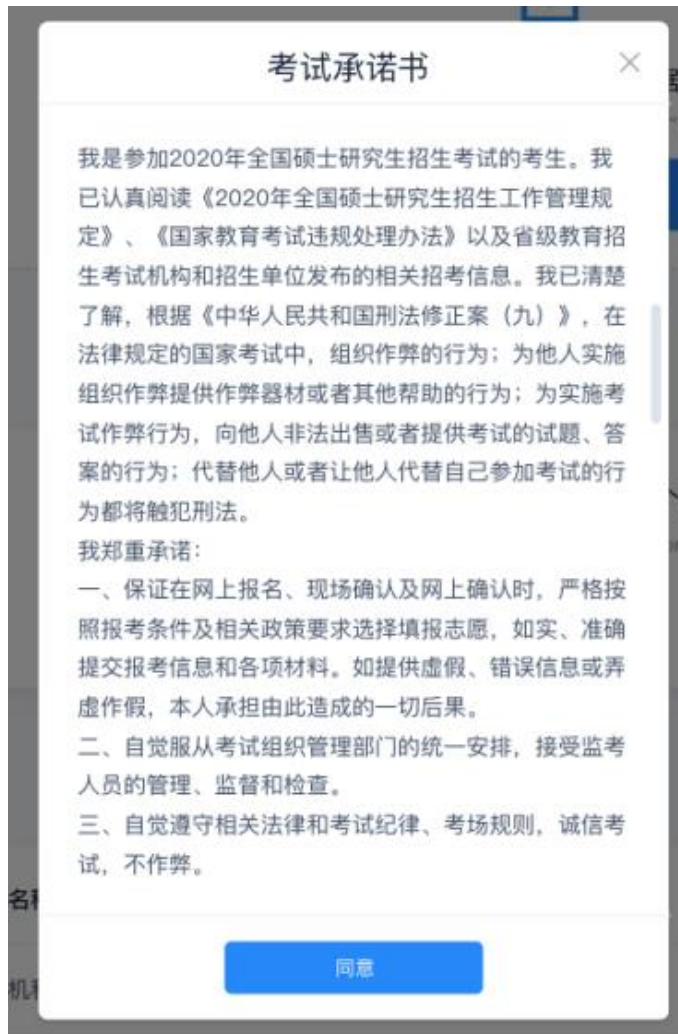 考试承诺书
我是参加2020年全国硕士研究生招生考试的考生。我
已认真阅读《2020年全国硕士研究生招生工作管理规
定》、《国家教育考试违规处理办法》以及省级教育招
生考试机构和招生单位发布的相关招考信息。我已清楚
了解，根据《中华人民共和国刑法修正案（九）》，在
法律规定的国家考试中，组织作弊的行为；为他人实施
组织作弊提供作弊器材或者其他帮助的行为；为实施考
试作弊行为，向他人非法出售或者提供考试的试题、答
案的行为；代替他人或者让他人代替自己参加考试的行
为都将触犯刑法。
我郑重承诺：
一、保证在网上报名、现场确认及网上确认时，严格按
照报考条件及相关政策要求选择填报志愿，如实、准确
提交报考信息和各项材料。如提供虚假、错误信息或弄
虚作假，本人承担由此造成的一切后果。
二、自觉服从考试组织管理部门的统一安排，接受监考
人员的管理、监督和检查。
三、自觉遵守相关法律和考试纪律、考场规则，诚信考
试，不作弊。
同意